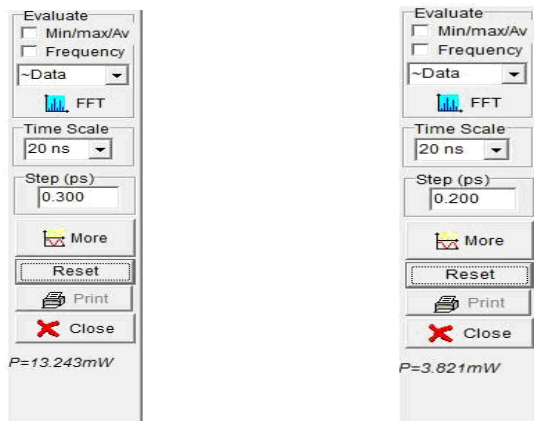 Evaluate
Min/max/Av
Frequency
~Data
FFT
Time Scale
20 ns
Step (ps)
0.300
More
Reset
Print
Close
P=13.243mW
Evaluate
Min/max/Av
Frequency
~Data
FFT
Time Scale
20 ns
Step (ps)
0.200
More
Reset
Print
Close
P=3.821mW